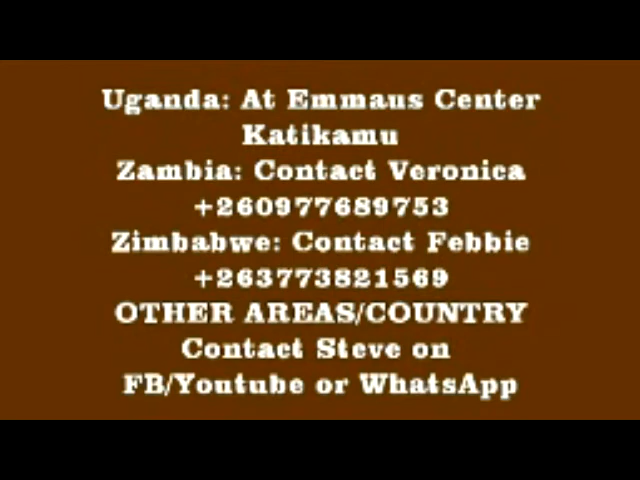 Uganda: At Emmaus Center
Katikamu
Zambia: Contact Veronica
+260977689753
Zimbabwe: Contact Febbie
+263773821569
OTHER AREAS/COUNTRY
Contact Steve on
FB/Youtube or WhatsApp